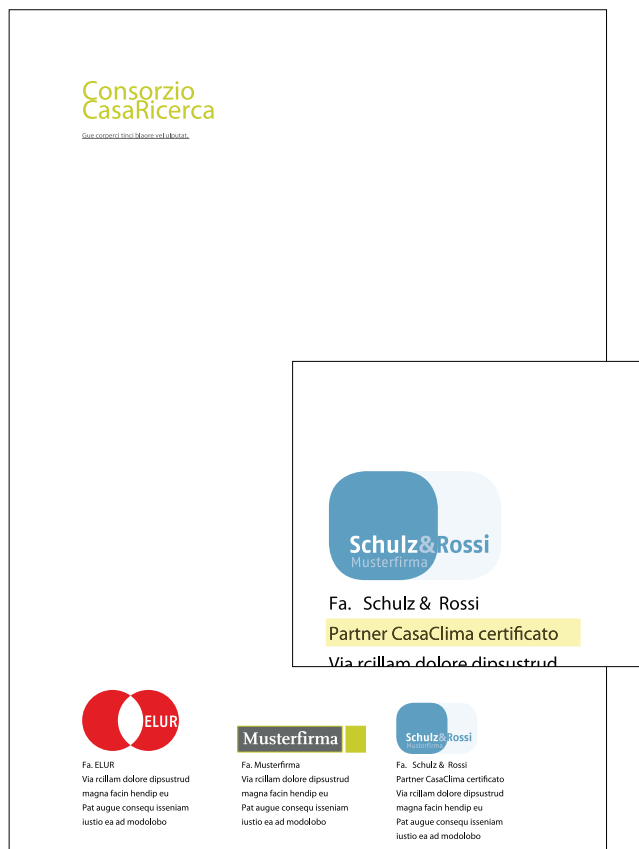 Consorzio
CasaRicerca
Gue corperci tinci blaore vel ulputat.
Schulz&Rossi
Musterfirma
Fa. Schulz & Rossi
Partner CasaClima certificato
Via rcillam dolore dipsustrud
ELUR
Fa. ELUR
Via rcillam dolore dipsustrud
magna facin hendip eu
Pat augue consequ isseniam
iustio ea ad modolobo
Musterfirma
Fa. Musterfirma
Via rcillam dolore dipsustrud
magna facin hendip eu
Pat augue consequ isseniam
iustio ea ad modolobo
Schulz&Rossi
Musterfirma
Fa. Schulz & Rossi
Partner CasaClima certificato
Via rcillam dolore dipsustrud
magna facin hendip eu
Pat augue consequ isseniam
iustio ea ad modolobo